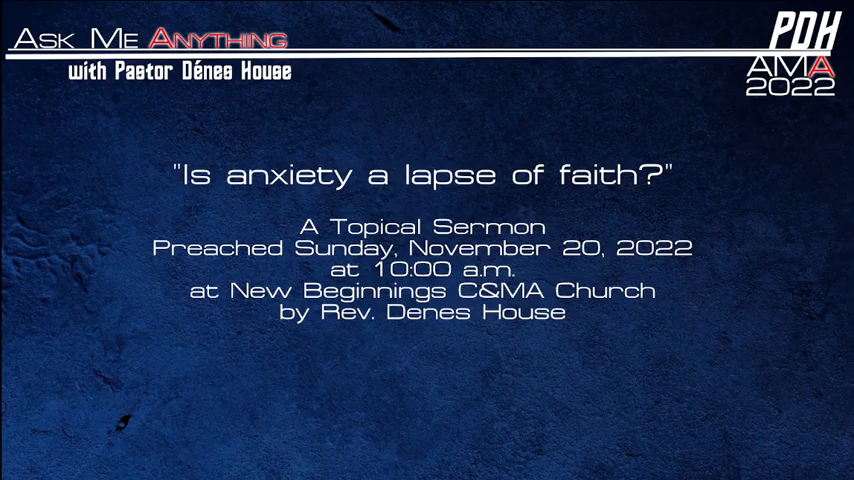 Ask Me Anything
with Pastor Dénes House
PDH
AMA
2022
"Is anxiety a lapse of faith?"
A Topical Sermon
Preached Sunday, November 20, 2022
at 10:00 a.m.
at New Beginnings C&MA Church
by Rev. Denes House